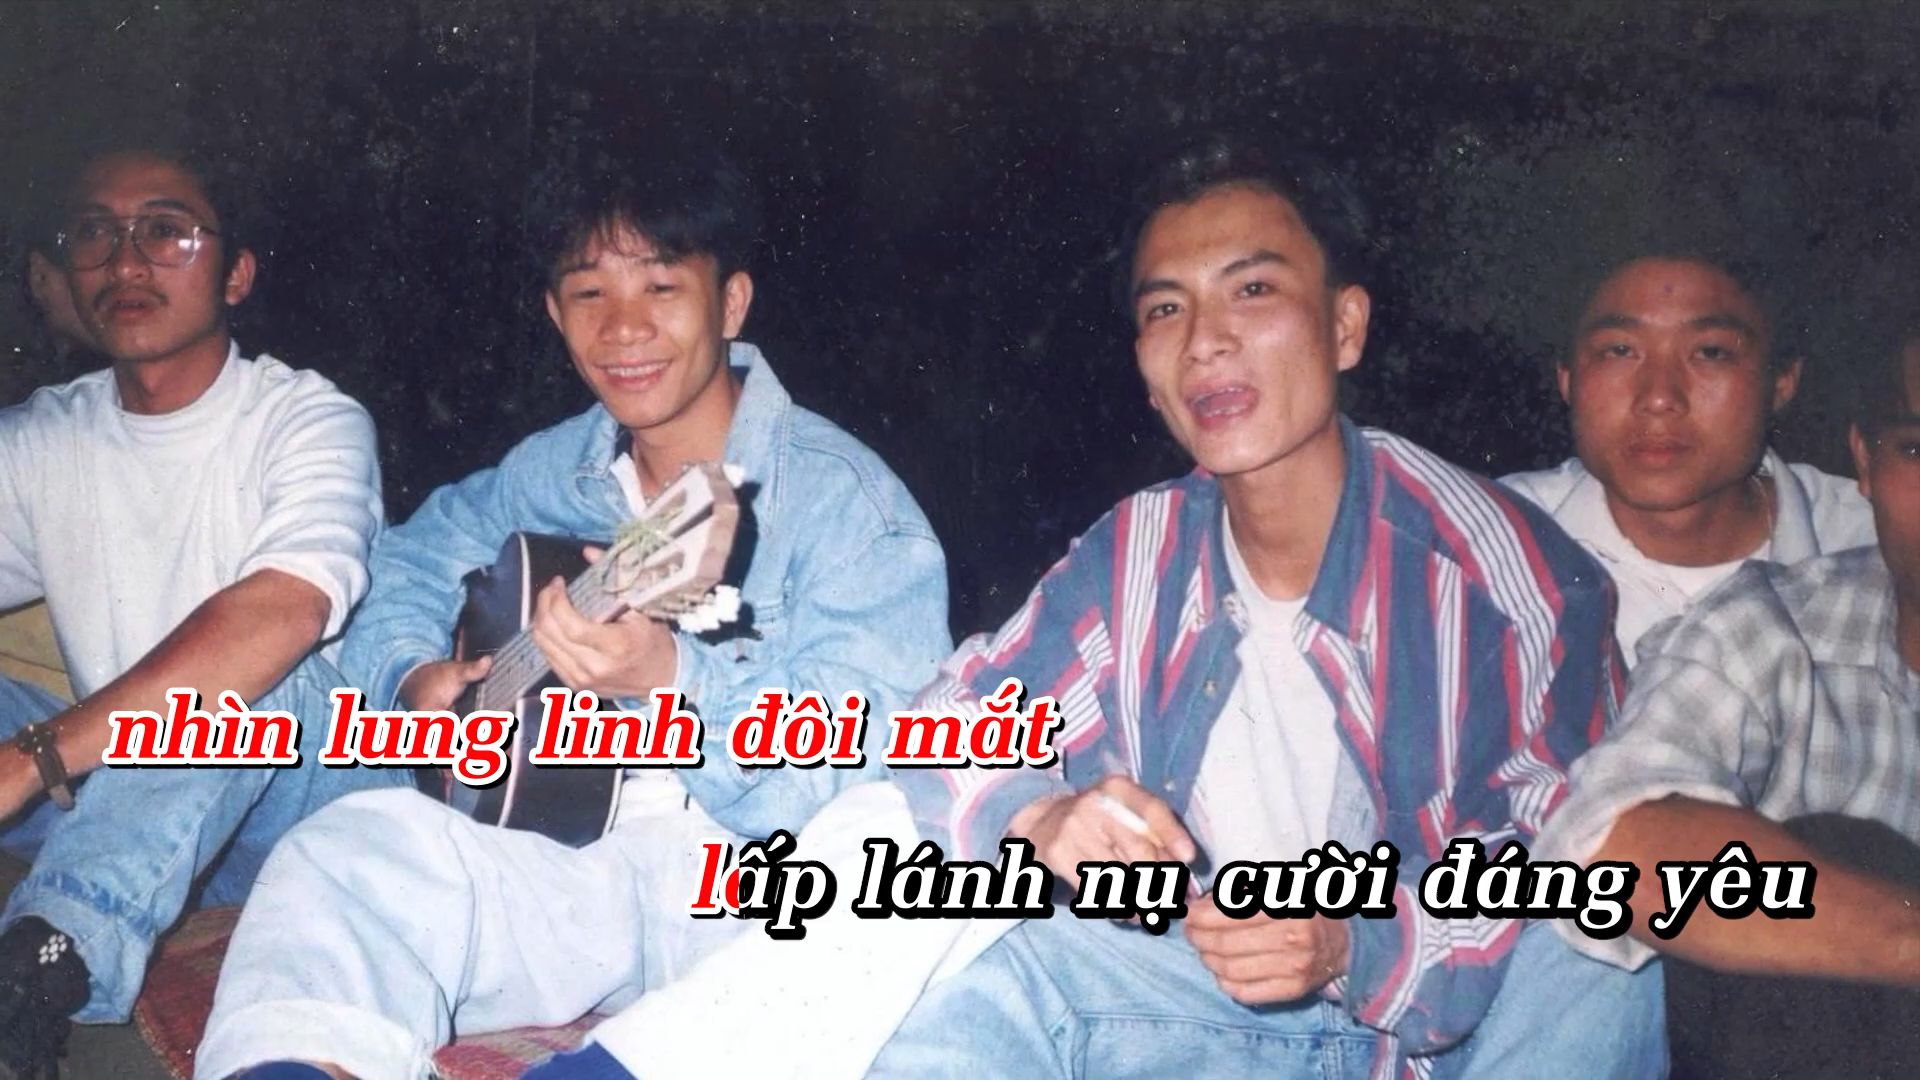 nhìn lung linh đôi mắt
lấp lánh nụ cười đáng yêu